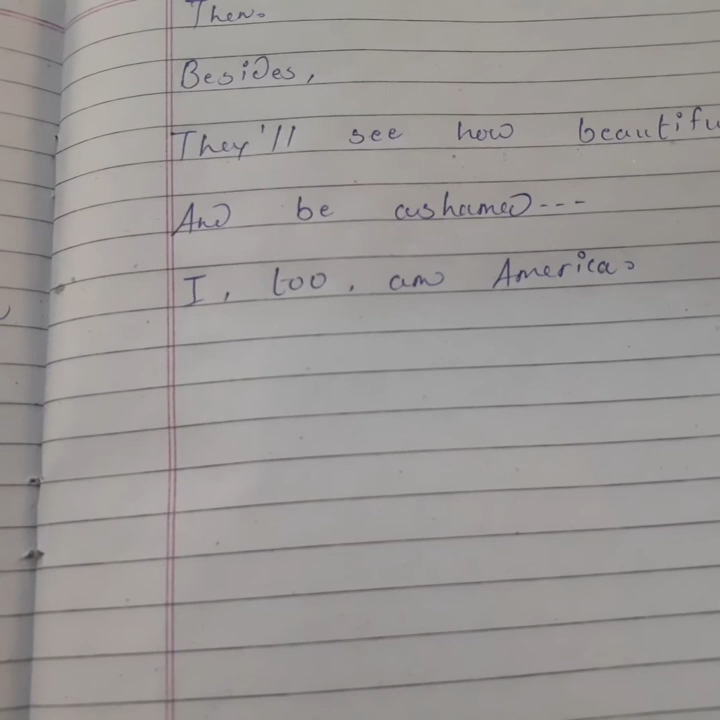 Then.
Besides,
They'll see how beautifu
And be ashamed---
I, too, am America.